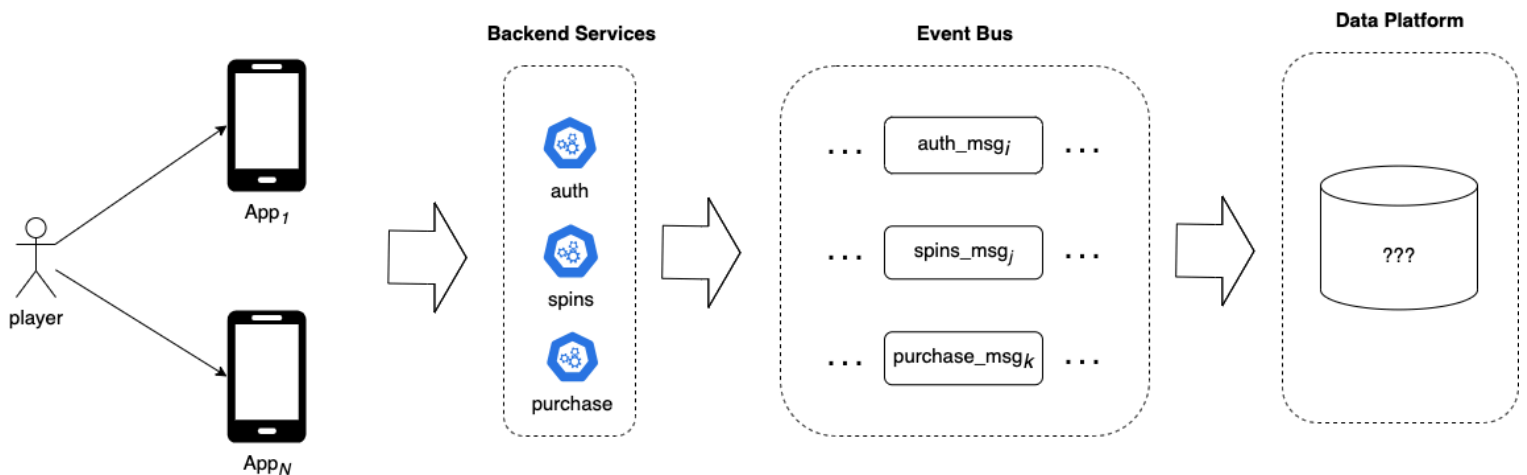 Backend Services
Event Bus
Data Platform
player
App1
AppN
auth
spins
purchase
... auth_msgi ...
... spins_msgj ...
... purchase_msgk ...
???